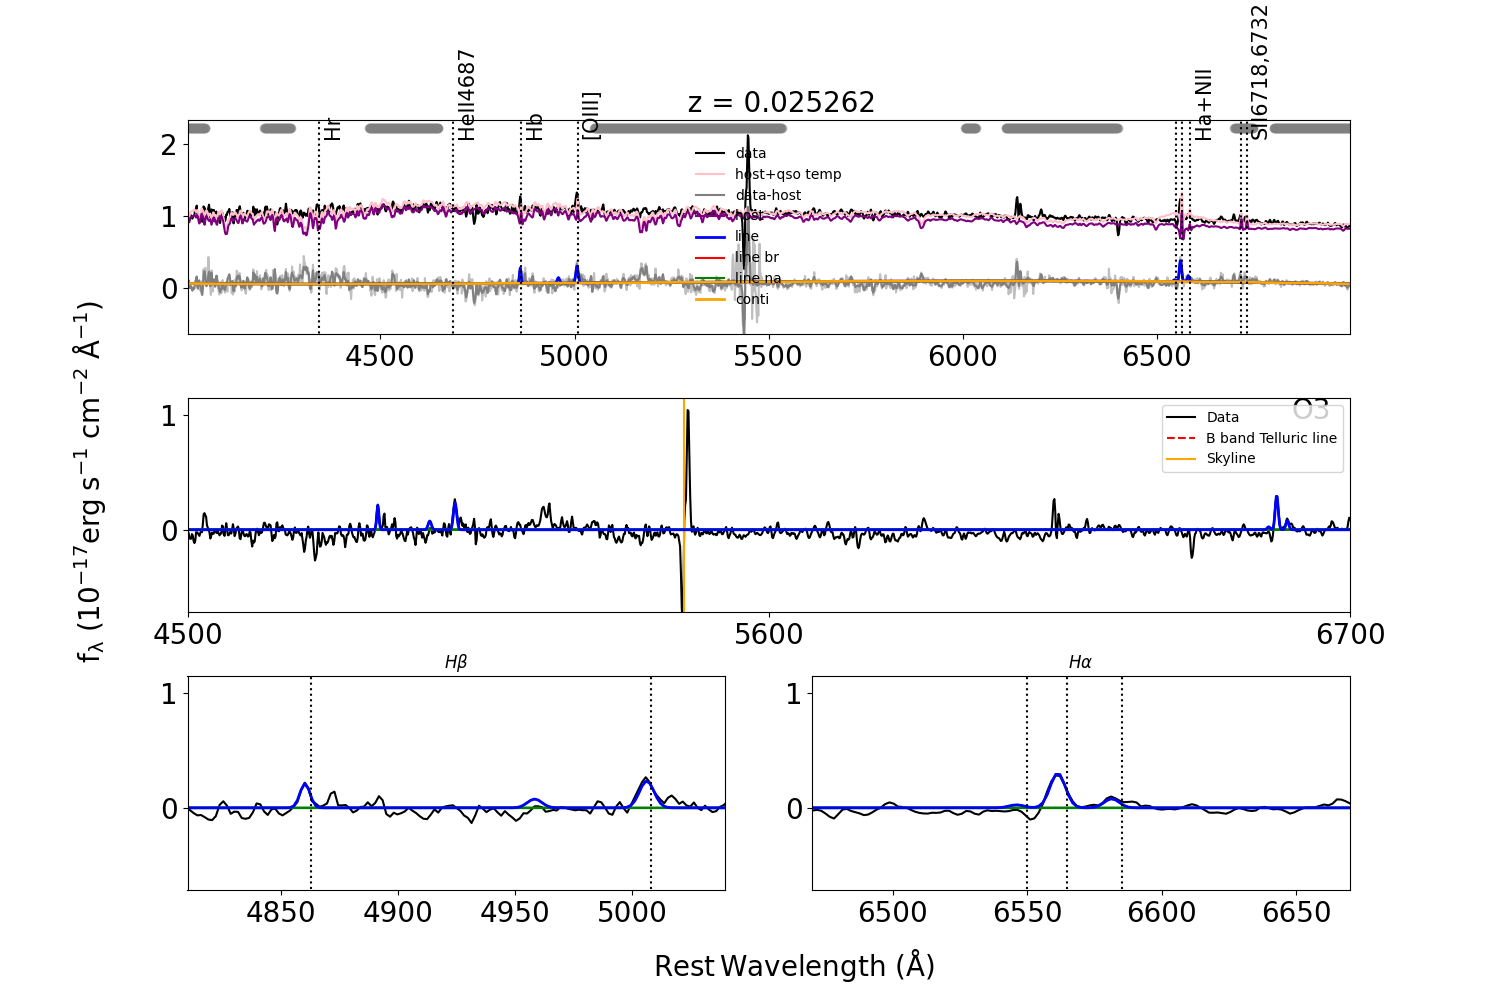 Hr
HeII4687
Hb
[OIII]
Ha+NII
SII6718,6732
z = 0.025262
2
1
0
data
host+qso temp
data-host
host
line
line br
line na
conti
4500
5000
5500
6000
6500
f_λ (10^{-17}erg s^{-1} cm^{-2} Å^{-1})
1
0
O3
Data
B band Telluric line
Skyline
4500
5600
6700
Hβ
1
0
4850
4900
4950
5000
Hα
1
0
6500
6550
6600
6650
Rest Wavelength (Å)